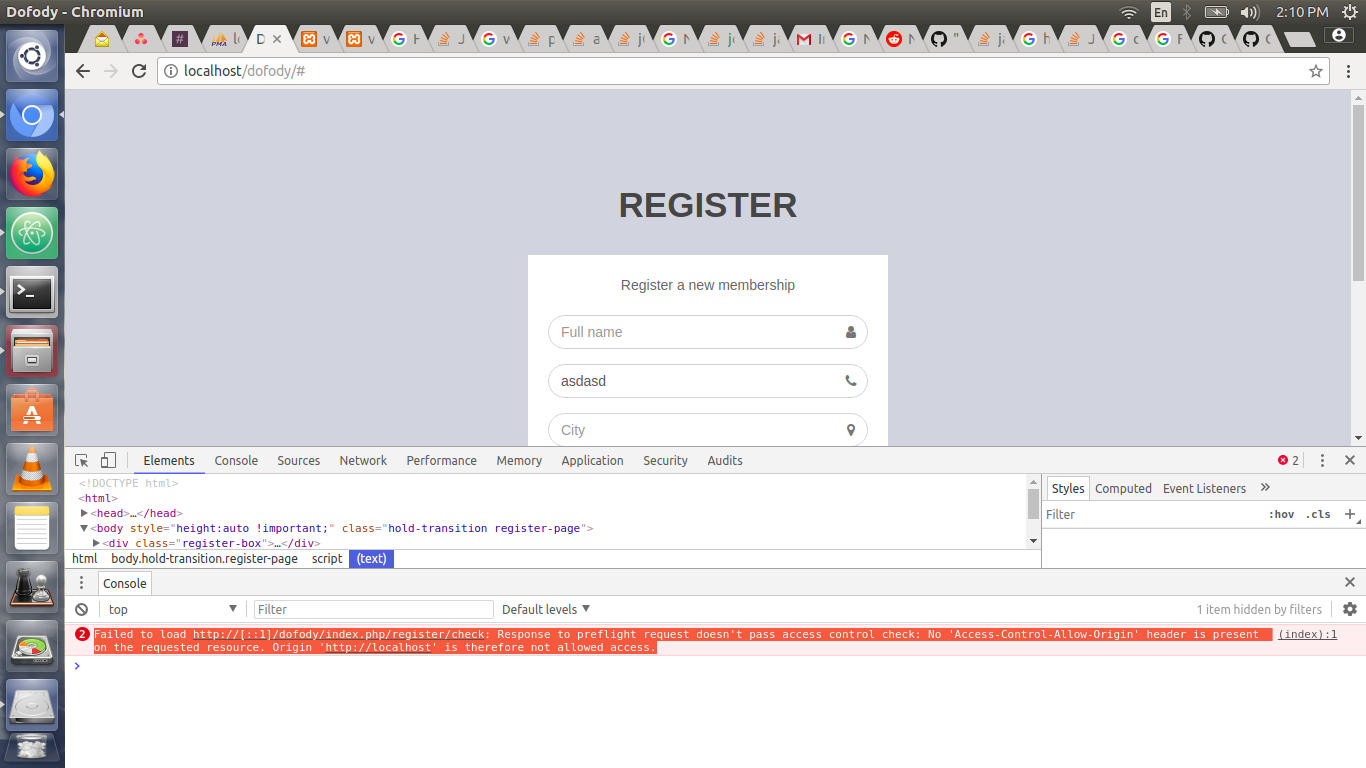 Dofody - Chromium
En
2:10 PM
#
PMA
D
localhost/dofody/#
REGISTER
Register a new membership
Full name
asdasd
City
Elements Console Sources Network Performance Memory Application Security Audits
2
<!DOCTYPE html>
<html>
<head>…</head>
<body style="height:auto !important;" class="hold-transition register-page">
<div class="register-box">…</div>
html body.hold-transition.register-page script (text)
Styles Computed Event Listeners »
Filter :hov .cls +
Console
top Filter Default levels 1 item hidden by filters
2 Failed to load http://[::1]/dofody/index.php/register/check: Response to preflight request doesn't pass access control check: No 'Access-Control-Allow-Origin' header is present (index):1
on the requested resource. Origin 'http://localhost' is therefore not allowed access.